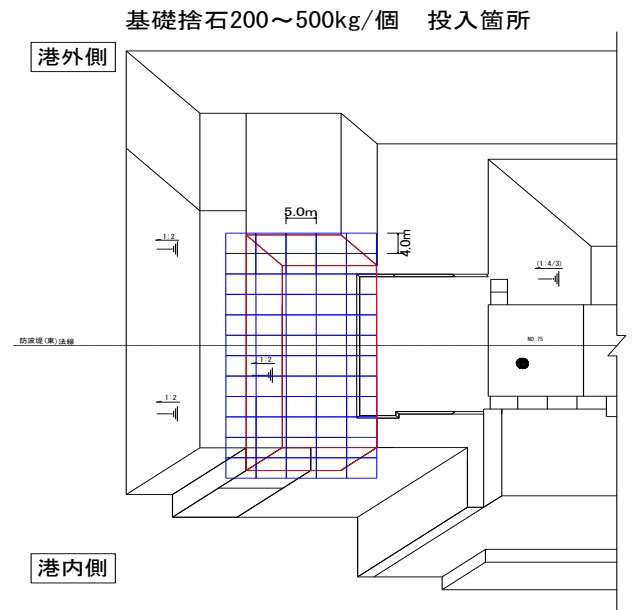 基礎捨石200～500kg/個　投入箇所
港外側
5.0m
4.0m
1:2
(1:4/3)
防波堤(東)法線
NO.75
1:2
1:2
港内側